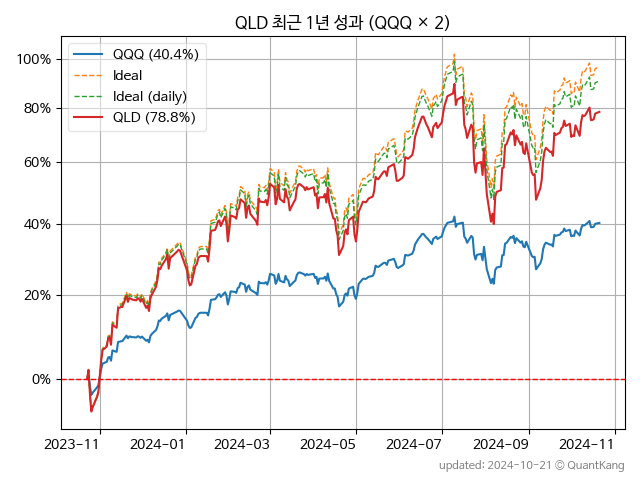 QLD 최근 1년 성과 (QQQ × 2)
QQQ (40.4%)
Ideal
Ideal (daily)
QLD (78.8%)
100%
80%
60%
40%
20%
0%
2023-11
2024-01
2024-03
2024-05
2024-07
2024-09
2024-11
updated: 2024-10-21 © QuantKang